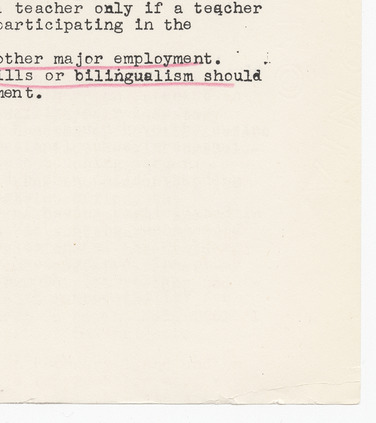 teacher only if a teacher
participating in the
other major employment.
ills or bilingualism should
ment.